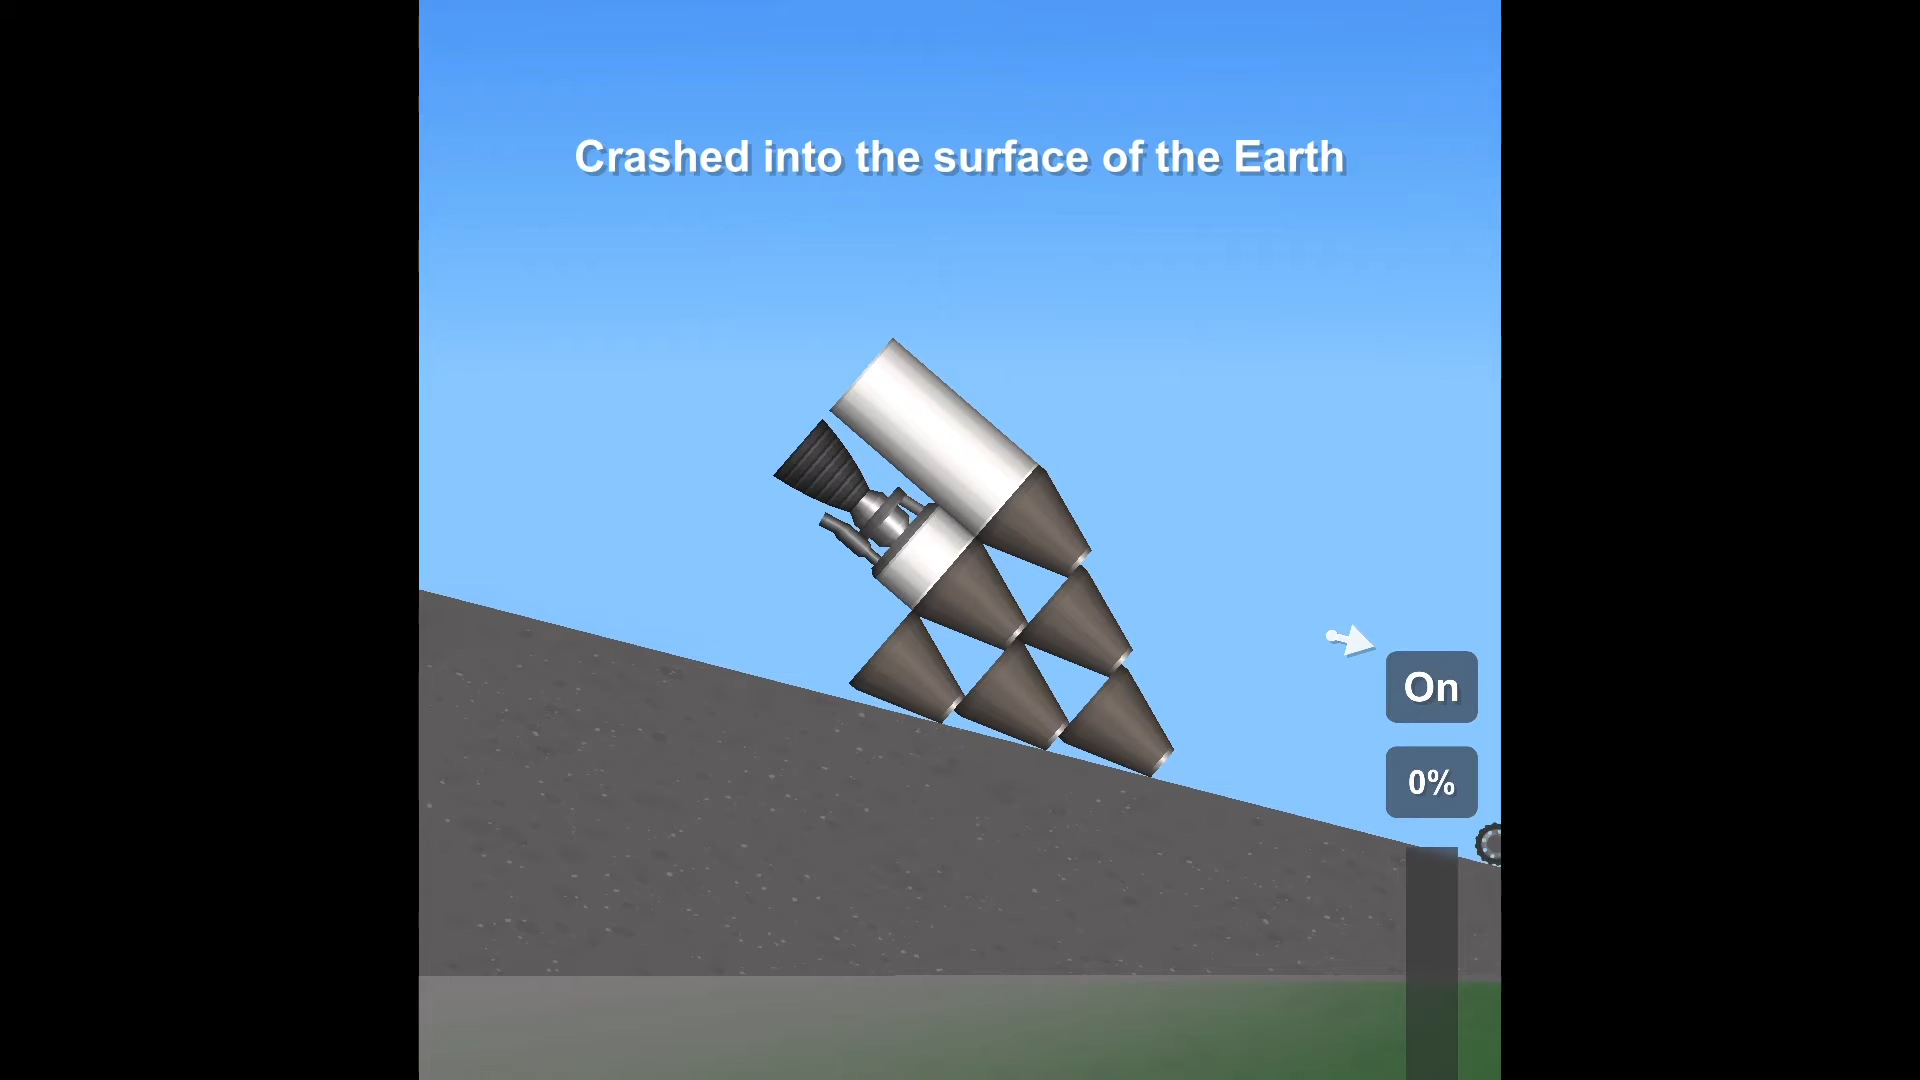 Crashed into the surface of the Earth
On
0%